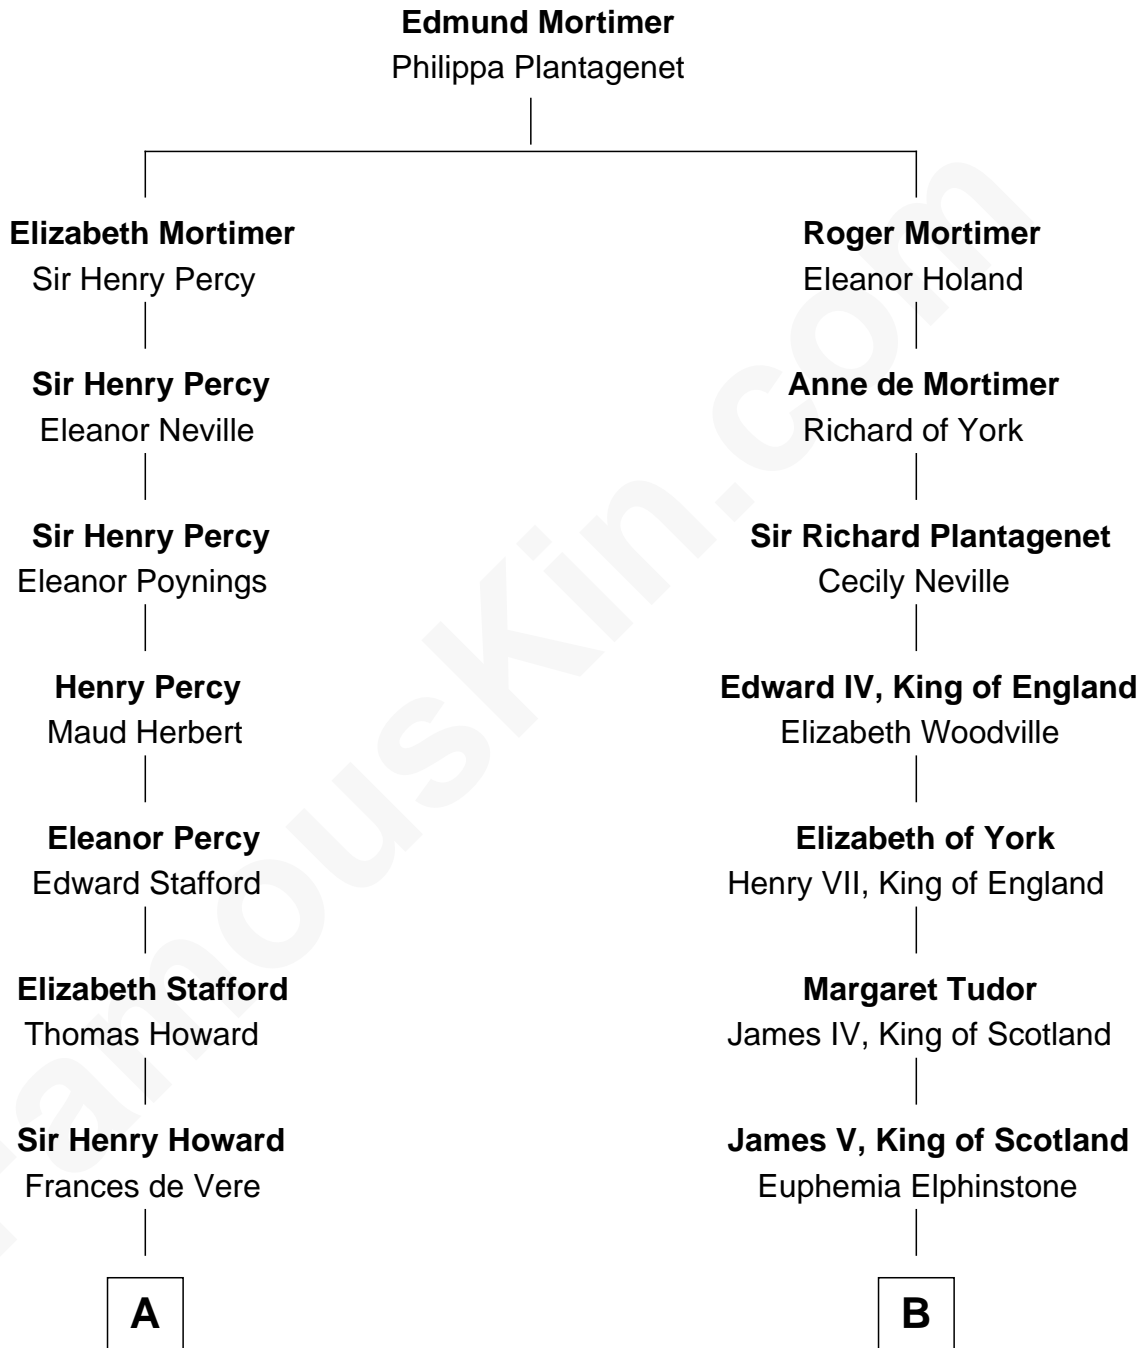 Edmund Mortimer
Philippa Plantagenet
Elizabeth Mortimer
Sir Henry Percy
Sir Henry Percy
Eleanor Neville
Sir Henry Percy
Eleanor Poynings
Henry Percy
Maud Herbert
Eleanor Percy
Edward Stafford
Elizabeth Stafford
Thomas Howard
Sir Henry Howard
Frances de Vere
A
Roger Mortimer
Eleanor Holand
Anne de Mortimer
Richard of York
Sir Richard Plantagenet
Cecily Neville
Edward IV, King of England
Elizabeth Woodville
Elizabeth of York
Henry VII, King of England
Margaret Tudor
James IV, King of Scotland
James V, King of Scotland
Euphemia Elphinstone
B
FamousKin.com